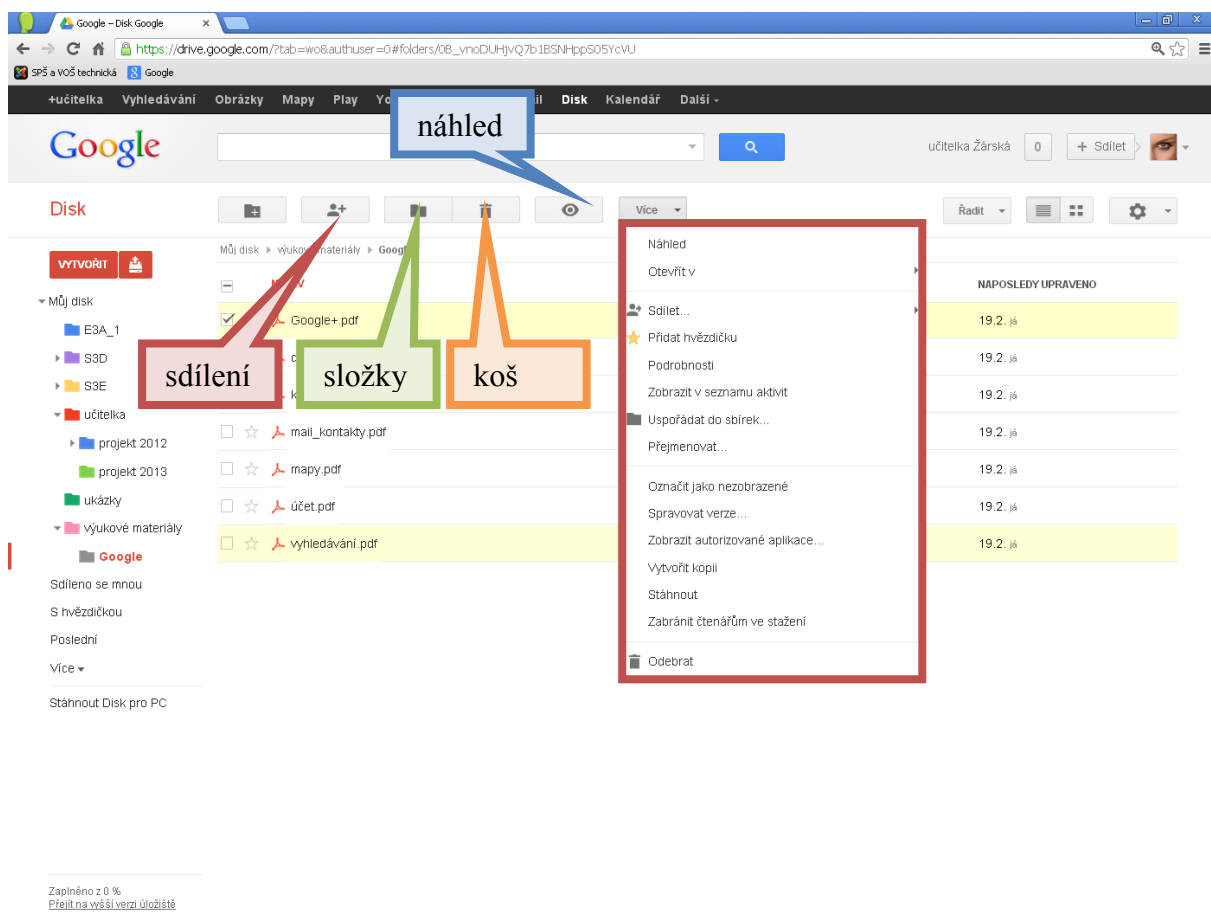 Google – Disk Google
https://drive.google.com/?tab=wo&authuser=0#folders/0B_vnoDUHjvQ7b1BSNHppS05YcVU
SPŠ a VOŠ technická Google
+učitelka Vyhledávání Obrázky Mapy Play Disk Kalendář Další
náhled
Google
učitelka Žárská 0 + Sdílet
Disk
Více
Řadit
VYTVOŘIT
Můj disk
E3A_1
S3D
S3E
učitelka
projekt 2012
projekt 2013
ukázky
výukové materiály
Google
Sdíleno se mnou
S hvězdičkou
Poslední
Více
Stáhnout Disk pro PC
Zaplněno z 0 %
Přejít na vyšší verzi úložiště
Můj disk
NAPOSLEDY UPRAVENO
Google+.pdf 19.2. já
19.2. já
19.2. já
mail_kontakty.pdf 19.2. já
mapy.pdf 19.2. já
účet.pdf 19.2. já
vyhledávání.pdf 19.2. já
sdílení
složky
koš
Náhled
Otevřít v
Sdílet...
Přidat hvězdičku
Podrobnosti
Zobrazit v seznamu aktivit
Uspořádat do sbírek...
Přejmenovat...
Označit jako nezobrazené
Spravovat verze...
Zobrazit autorizované aplikace...
Vytvořit kopii
Stáhnout
Zabránit čtenářům ve stažení
Odebrat